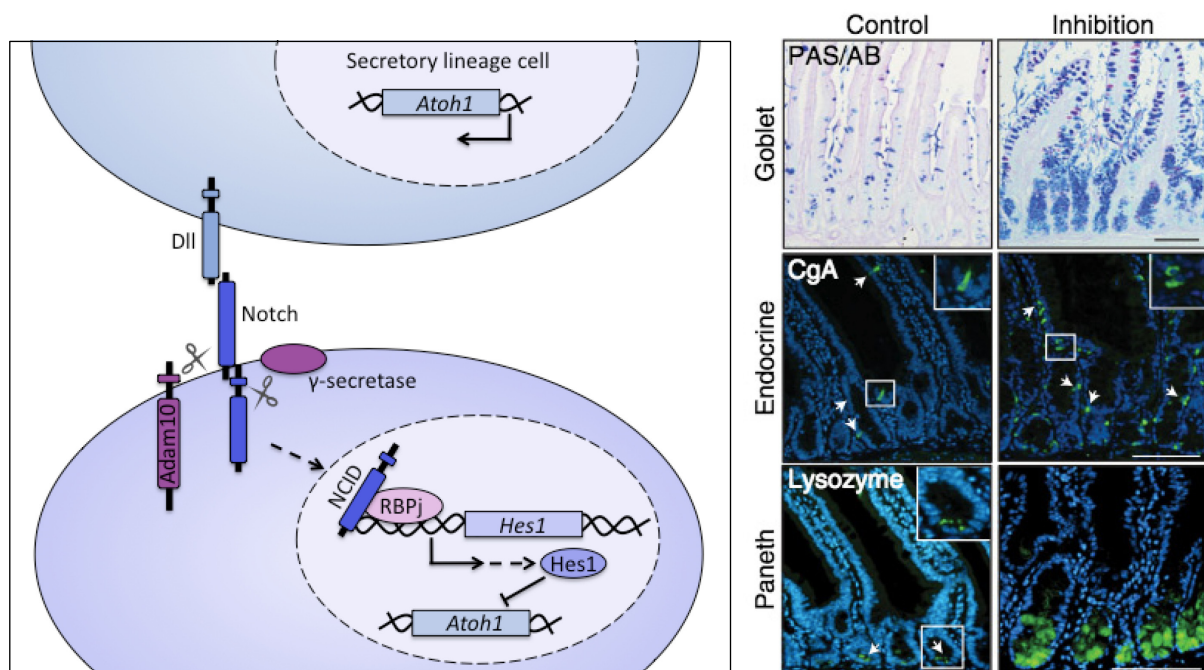 Secretory lineage cell
Atoh1
Dll
Notch
γ-secretase
Adam10
NCID
RBPj
Hes1
Hes1
Atoh1
Control
Inhibition
Goblet
PAS/AB
Endocrine
CgA
Paneth
Lysozyme